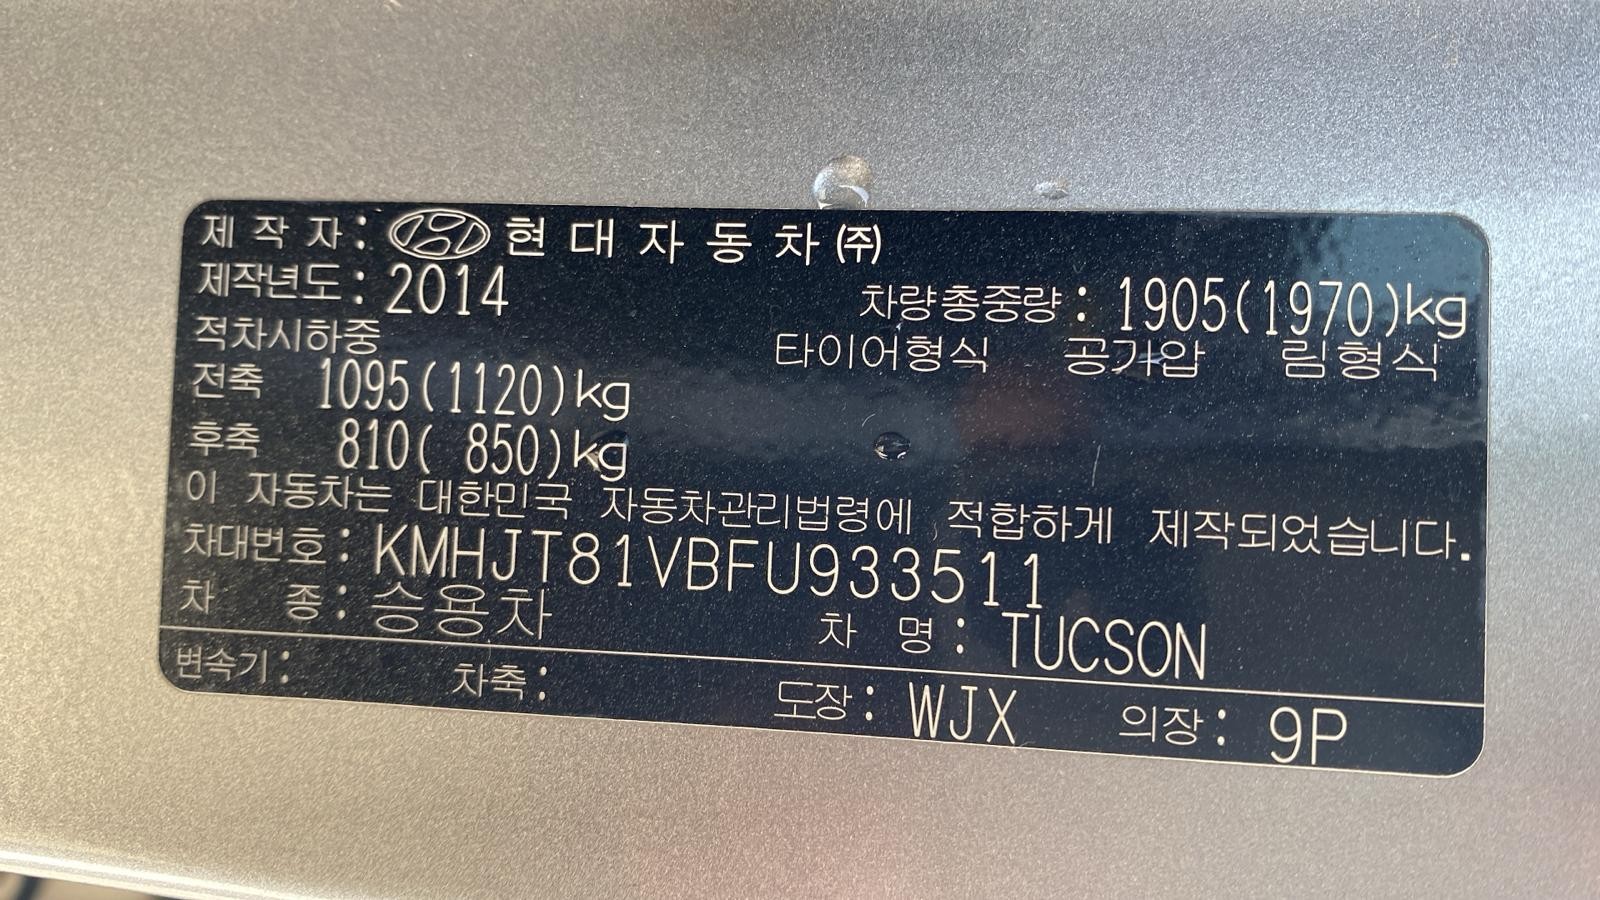 제작자: 현대자동차(주)
제작년도: 2014 차량총중량: 1905(1970)kg
적차시하중 타이어형식 공기압 림형식
전축 1095(1120)kg
후축 810( 850)kg
이 자동차는 대한민국 자동차관리법령에 적합하게 제작되었습니다.
차대번호: KMHJT81VBFU933511
차종: 승용차 차명: TUCSON
변속기: 차축: 도장: WJX 의장: 9P